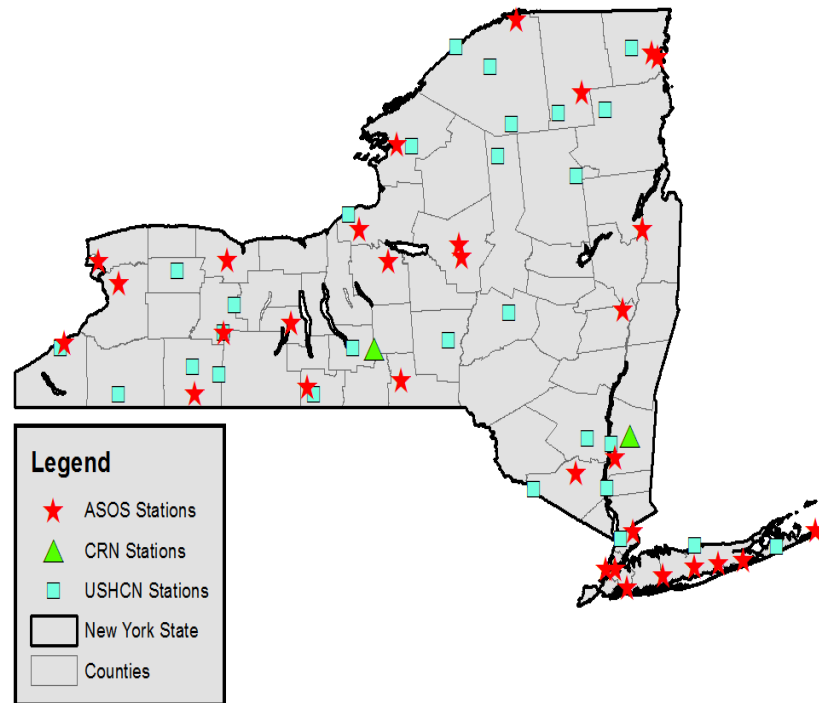 Legend
ASOS Stations
CRN Stations
USHCN Stations
New York State
Counties